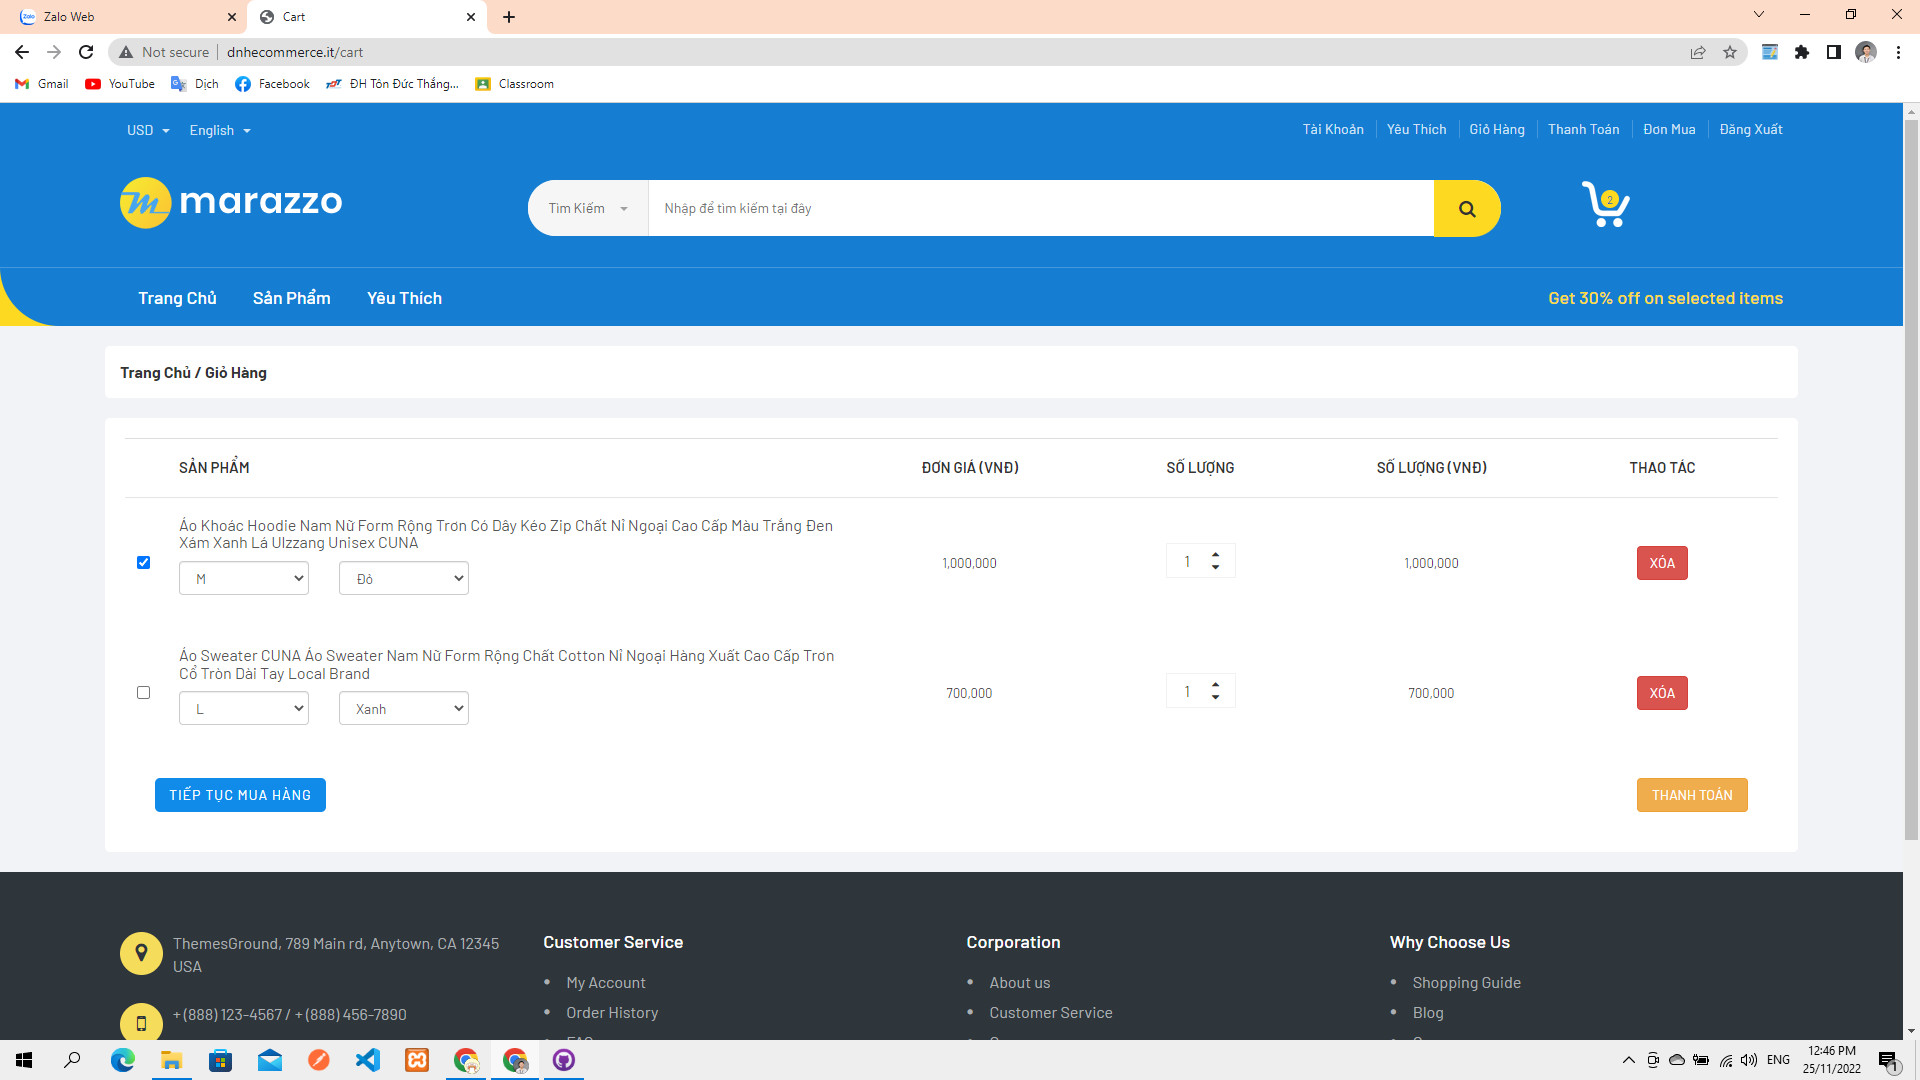 Zalo Web
Cart
Not secure
dnhecommerce.it/cart
Gmail
YouTube
Dịch
Facebook
ĐH Tôn Đức Thắng...
Classroom
USD
English
Tài Khoản
Yêu Thích
Giỏ Hàng
Thanh Toán
Đơn Mua
Đăng Xuất
marazzo
Tìm Kiếm
Nhập để tìm kiếm tại đây
2
Trang Chủ
Sản Phẩm
Yêu Thích
Get 30% off on selected items
Trang Chủ / Giỏ Hàng
SẢN PHẨM
ĐƠN GIÁ (VNĐ)
SỐ LƯỢNG
SỐ LƯỢNG (VNĐ)
THAO TÁC
Áo Khoác Hoodie Nam Nữ Form Rộng Trơn Có Dây Kéo Zip Chất Nỉ Ngoại Cao Cấp Màu Trắng Đen
Xám Xanh Lá Ulzzang Unisex CUNA
M
Đỏ
1,000,000
1
1,000,000
XÓA
Áo Sweater CUNA Áo Sweater Nam Nữ Form Rộng Chất Cotton Nỉ Ngoại Hàng Xuất Cao Cấp Trơn
Cổ Tròn Dài Tay Local Brand
L
Xanh
700,000
1
700,000
XÓA
TIẾP TỤC MUA HÀNG
THANH TOÁN
ThemesGround, 789 Main rd, Anytown, CA 12345
USA
+ (888) 123-4567 / + (888) 456-7890
Customer Service
My Account
Order History
Corporation
About us
Customer Service
Why Choose Us
Shopping Guide
Blog
ENG
12:46 PM
25/11/2022
1